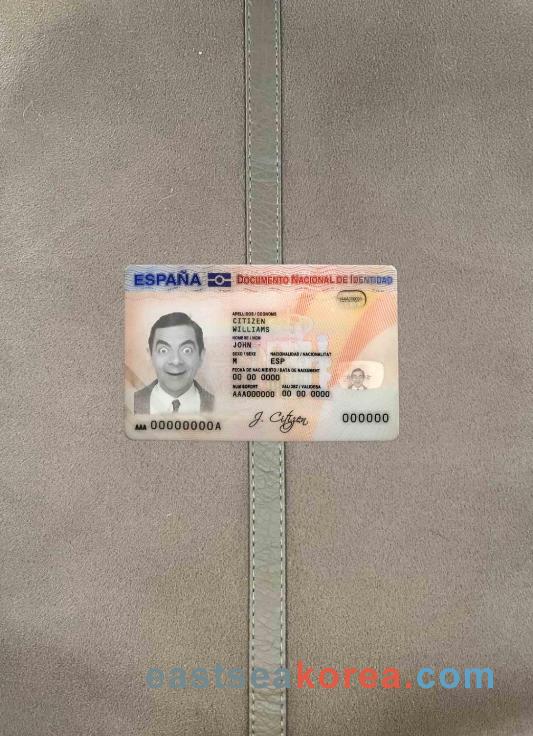 ESPAÑA DOCUMENTO NACIONAL DE IDENTIDAD
APELLIDOS / COGNOMS
CITIZEN
WILLIAMS
NOMBRE / NOM
JOHN
SEXO / SEXE NACIONALIDAD / NACIONALITAT
M ESP
FECHA DE NACIMIENTO / DATA DE NAIXEMENT
00 00 0000
NUM SOPORT VALIDEZ / VALIDESA
AAA000000 00 00 0000
AAA 00000000A J. Citizen 000000
eastseakorea.com